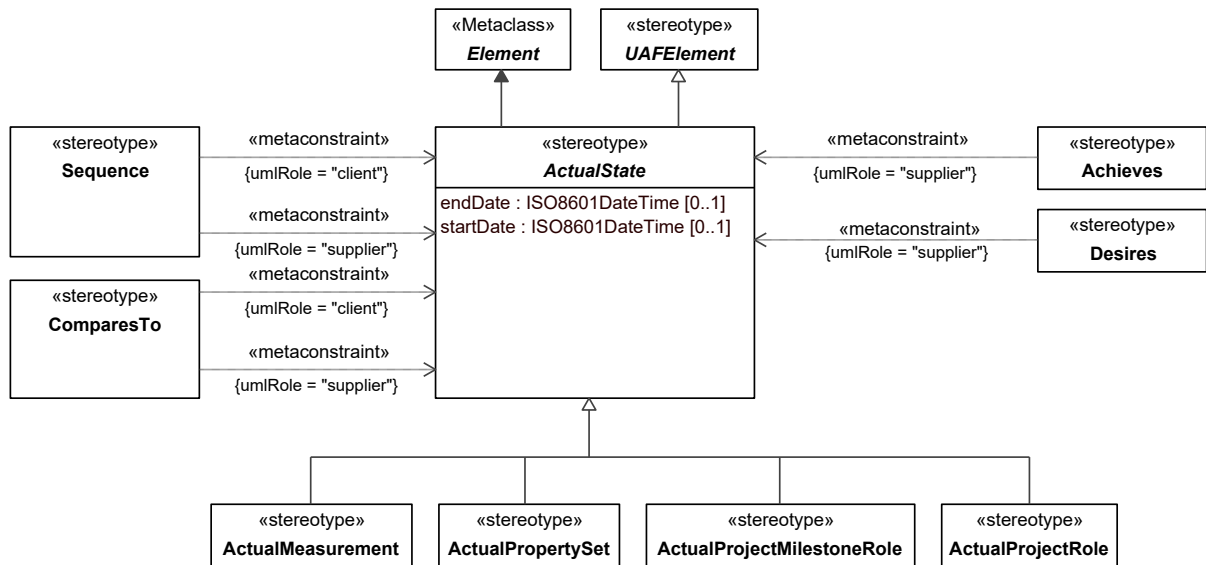 «Metaclass»
Element
«stereotype»
UAFElement
«stereotype»
Sequence
«metaconstraint»
{umlRole = "client"}
«metaconstraint»
{umlRole = "supplier"}
«stereotype»
ComparesTo
«metaconstraint»
{umlRole = "client"}
«metaconstraint»
{umlRole = "supplier"}
«stereotype»
ActualState
endDate : ISO8601DateTime [0..1]
startDate : ISO8601DateTime [0..1]
«metaconstraint»
{umlRole = "supplier"}
«stereotype»
Achieves
«metaconstraint»
{umlRole = "supplier"}
«stereotype»
Desires
«stereotype»
ActualMeasurement
«stereotype»
ActualPropertySet
«stereotype»
ActualProjectMilestoneRole
«stereotype»
ActualProjectRole